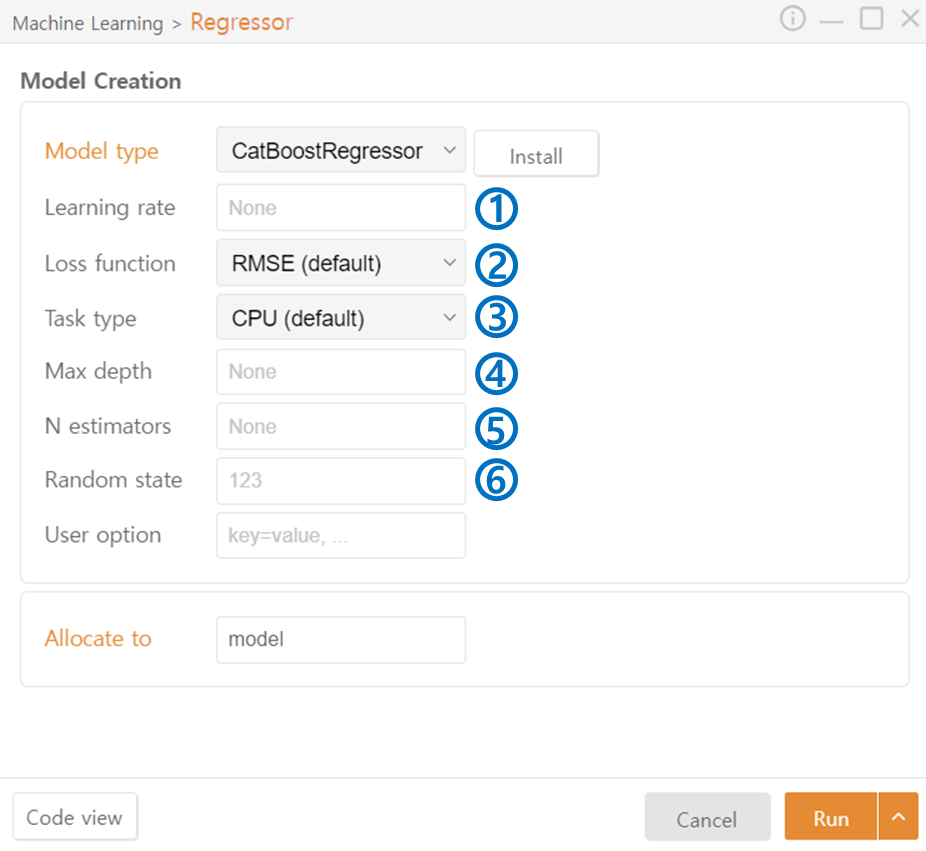 Machine Learning > Regressor
Model Creation
Model type CatBoostRegressor Install
Learning rate None ①
Loss function RMSE (default) ②
Task type CPU (default) ③
Max depth None ④
N estimators None ⑤
Random state 123 ⑥
User option key=value, ...
Allocate to model
Code view Cancel Run